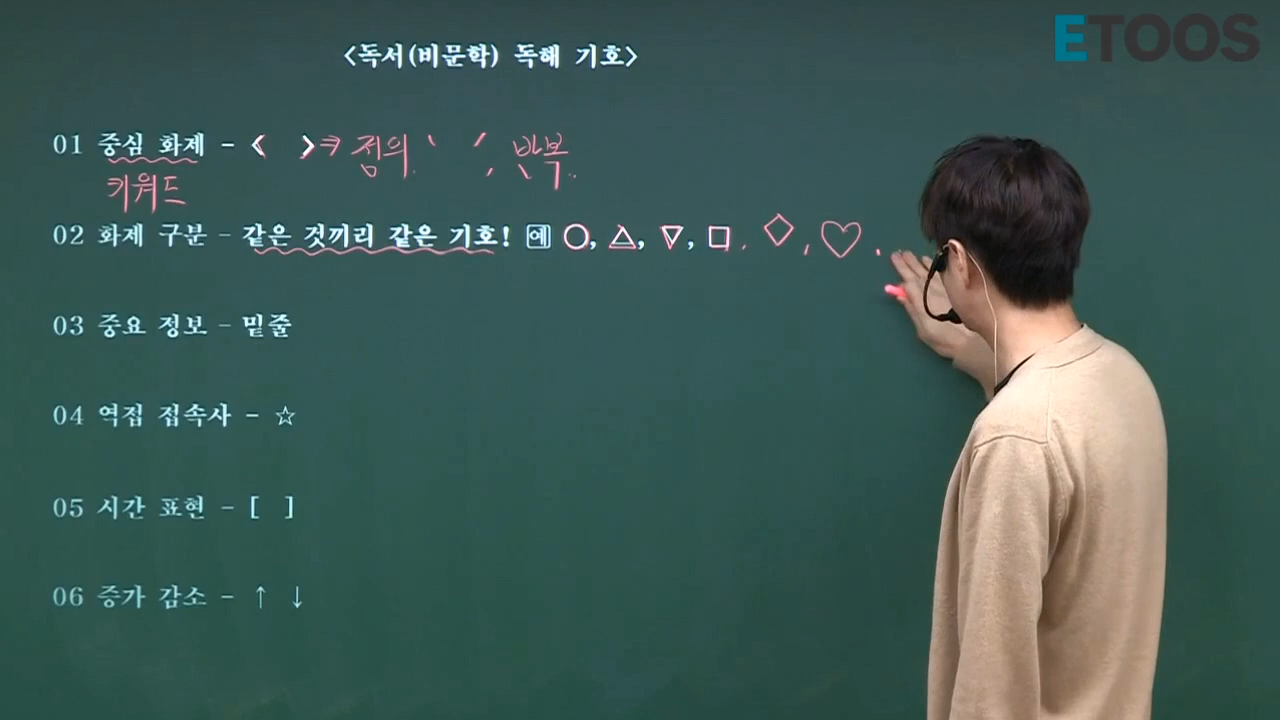 ETOOS
<독서(비문학) 독해 기호>
01 중심 화제 - < > ㅋ 정의, ‘ ’, 반복..
키워드
02 화제 구분 - 같은 것끼리 같은 기호! 예 ○, △, ▽, □, ◇, ♡.
03 중요 정보 - 밑줄
04 역접 접속사 - ☆
05 시간 표현 - [ ]
06 증가 감소 - ↑ ↓